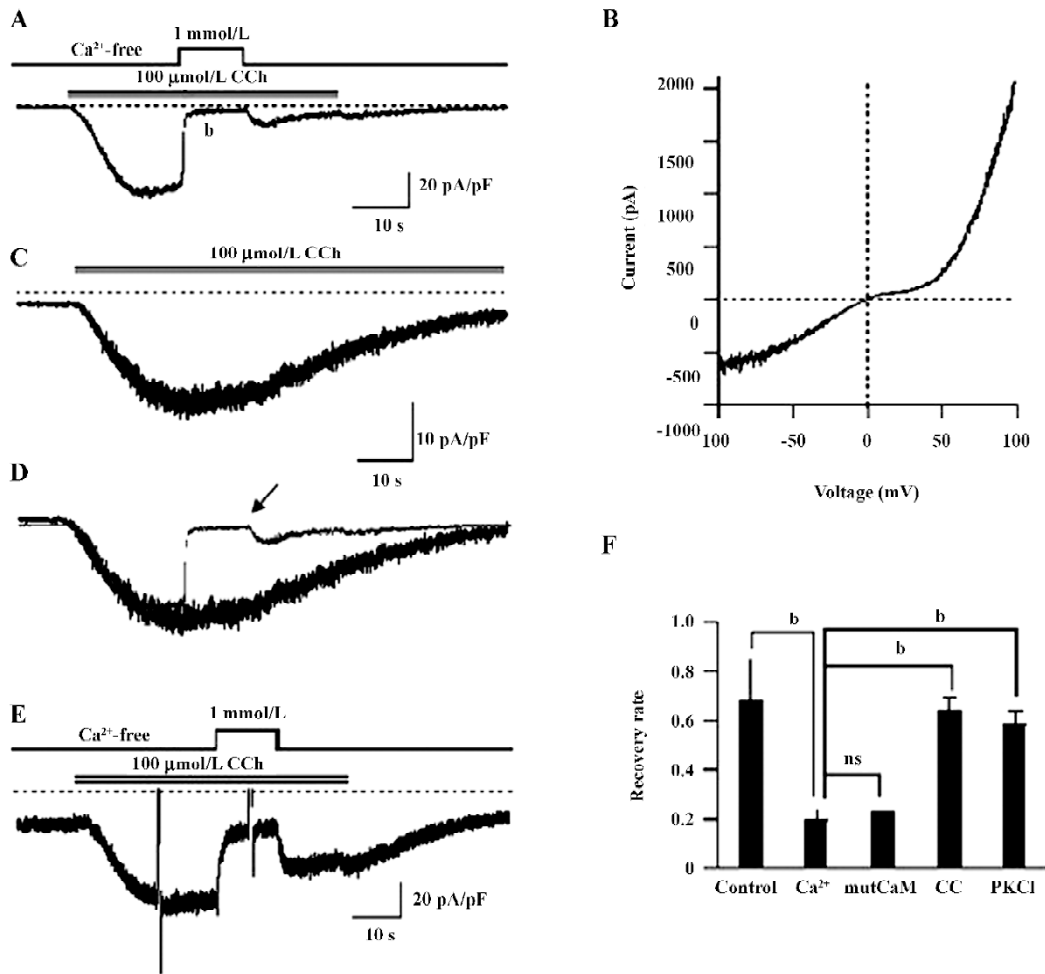 A
1 mmol/L
Ca²⁺-free
100 µmol/L CCh
b
20 pA/pF
10 s
B
2000
1500
1000
500
0
-500
-1000
Current (pA)
100
-50
0
50
100
Voltage (mV)
C
100 µmol/L CCh
10 pA/pF
10 s
D
E
1 mmol/L
Ca²⁺-free
100 µmol/L CCh
20 pA/pF
10 s
F
1.0
0.8
0.6
0.4
0.2
0
Recovery rate
b
b
b
ns
Control Ca²⁺ mutCaM CC PKCl